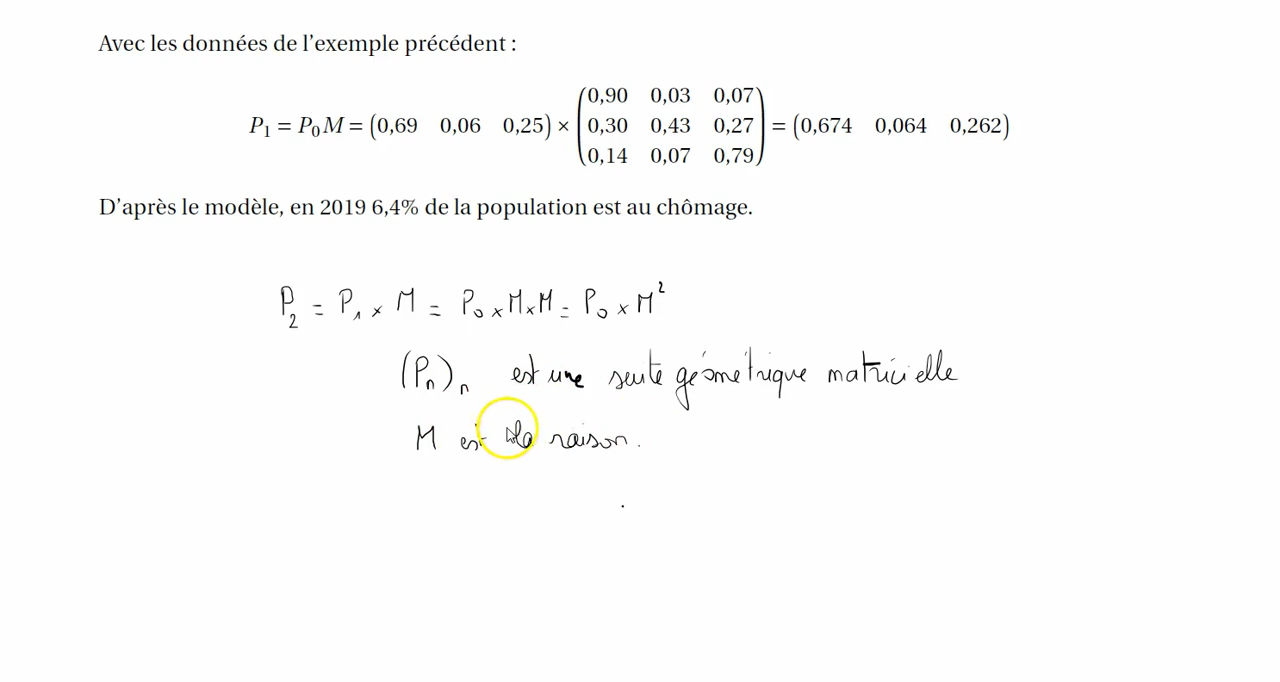 Avec les données de l'exemple précédent :
0,90 0,03 0,07
P₁ = P₀M = (0,69 0,06 0,25) × 0,30 0,43 0,27 = (0,674 0,064 0,262)
0,14 0,07 0,79
D'après le modèle, en 2019 6,4% de la population est au chômage.
P₂ = P₁ × M = P₀ × M × M = P₀ × M²
(Pₙ)ₙ est une suite géométrique matricielle
M est la raison.